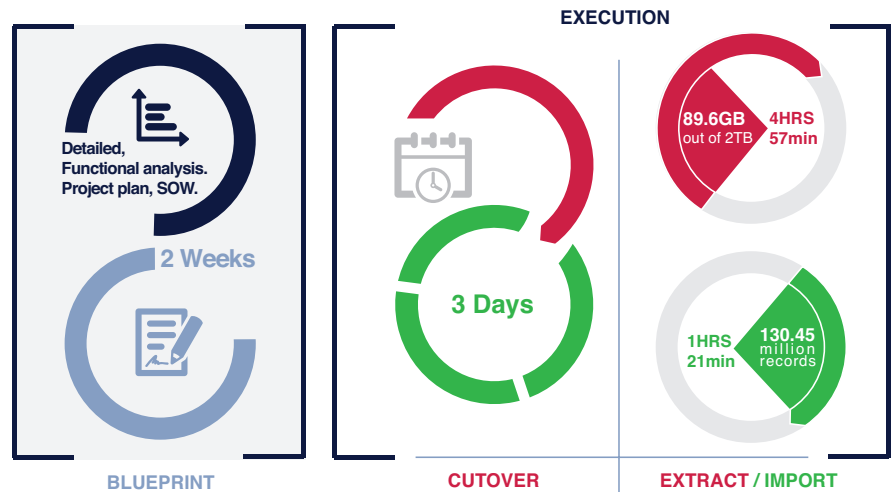 EXECUTION
Detailed,
Functional analysis.
Project plan, SOW.
2 Weeks
BLUEPRINT
3 Days
CUTOVER
89.6GB
out of 2TB
4HRS
57min
1HRS
21min
130.45
million
records
EXTRACT / IMPORT